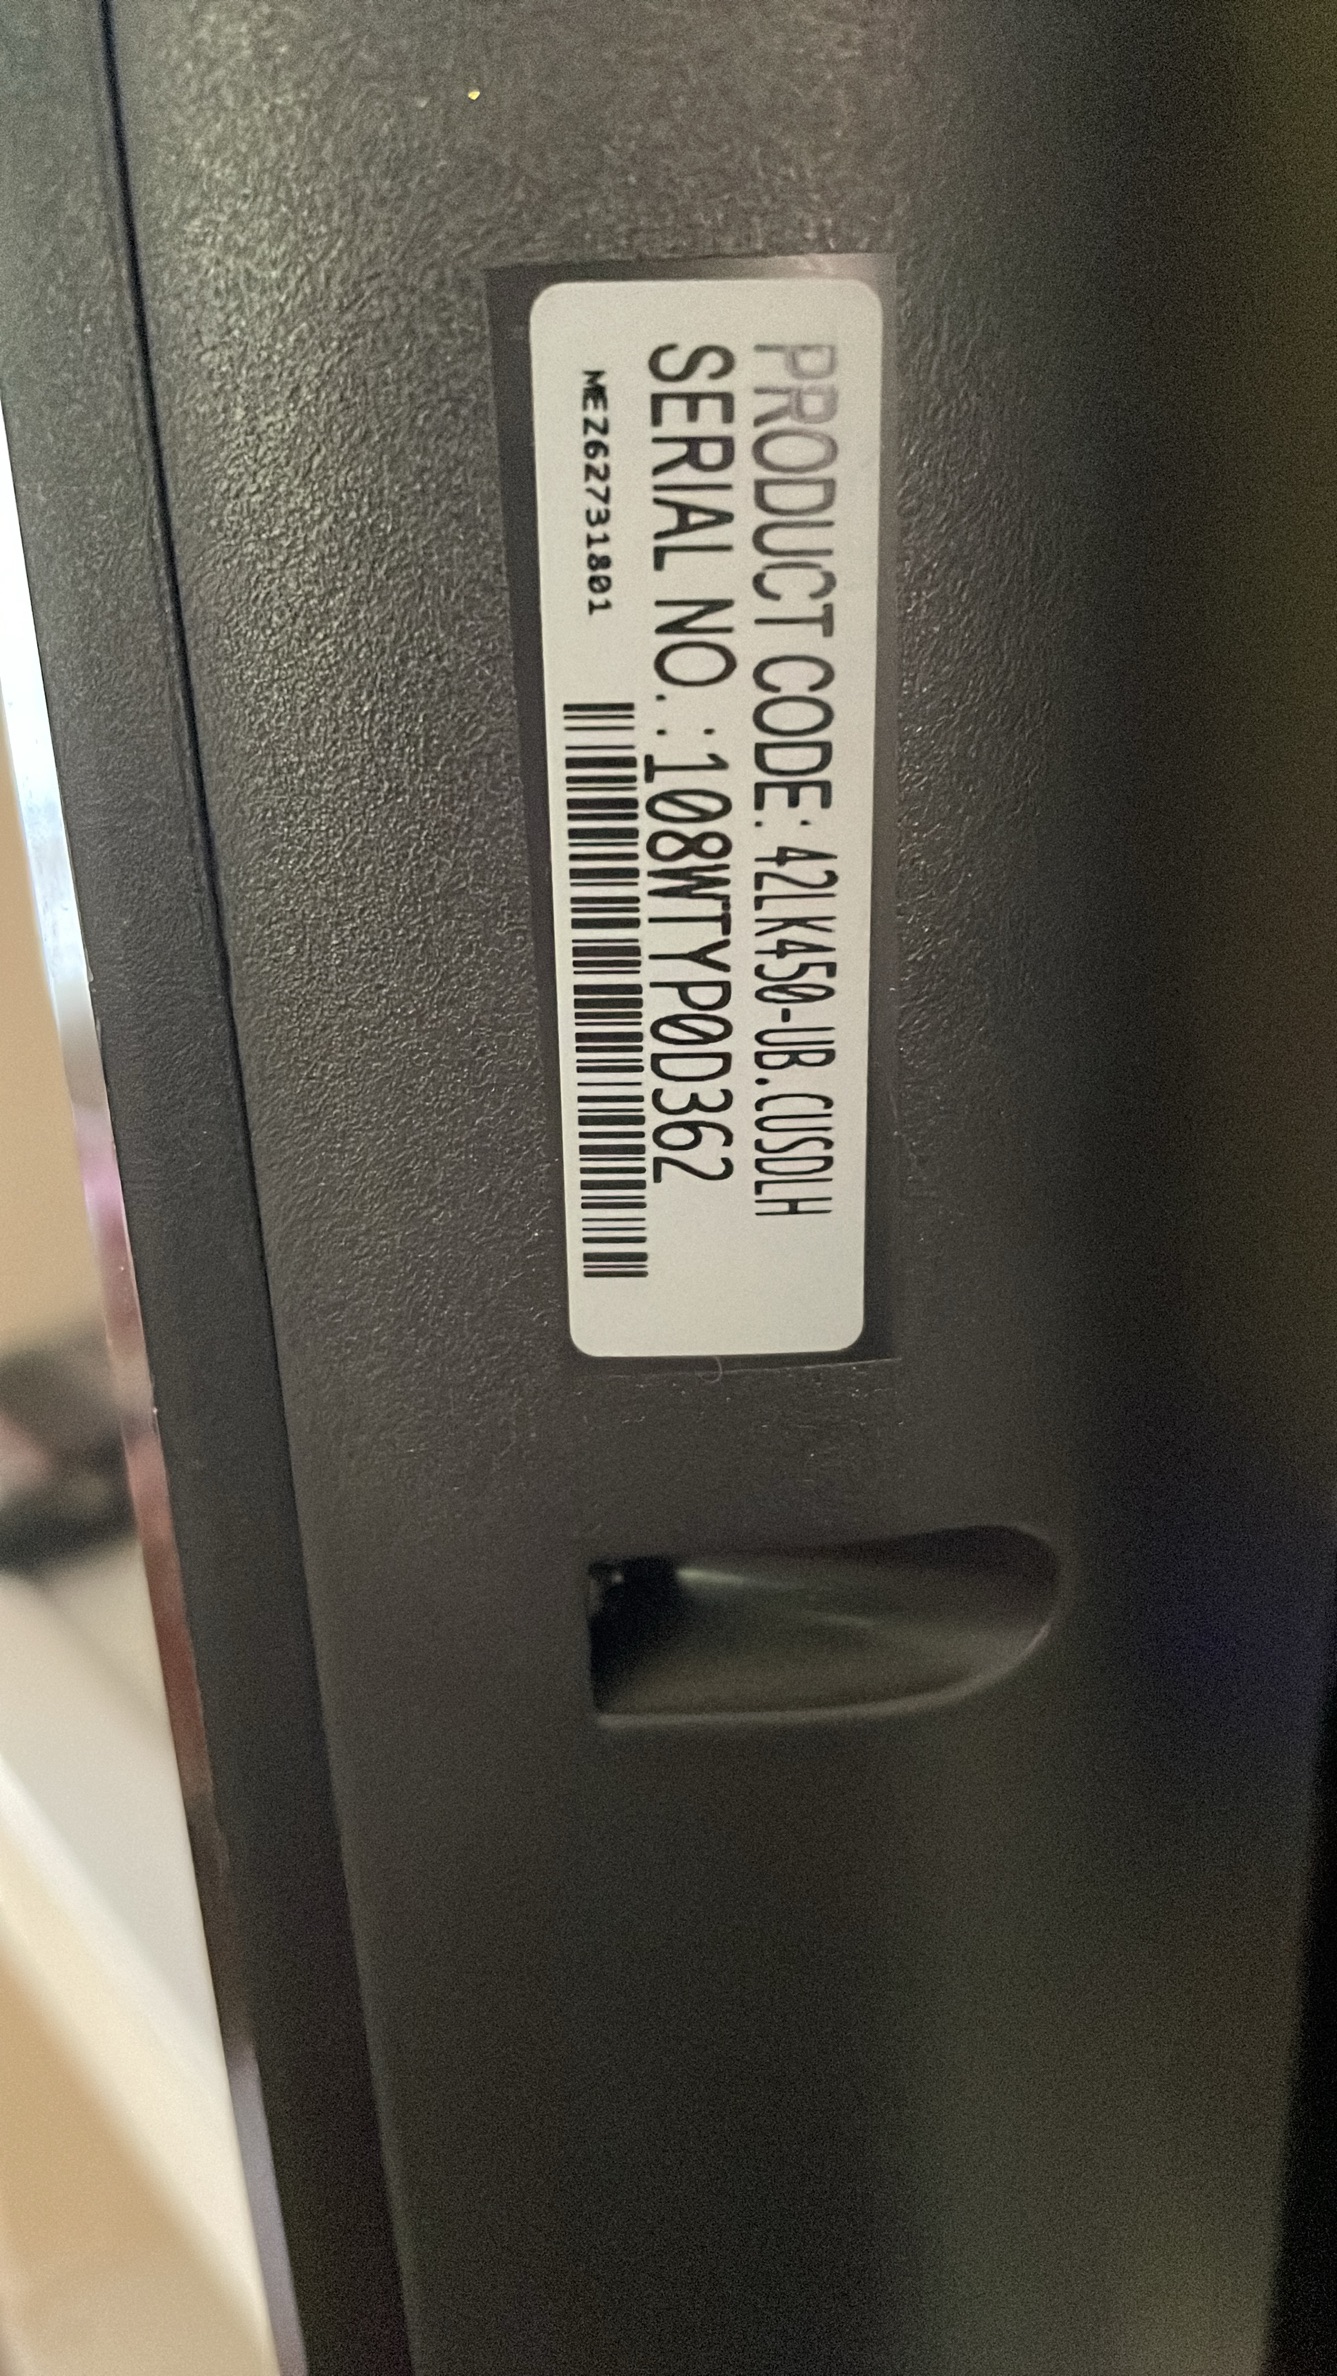 PRODUCT CODE: 42LK450-UB.CUSDLH
SERIAL NO. :108WTYP0D362
MEZ62731801